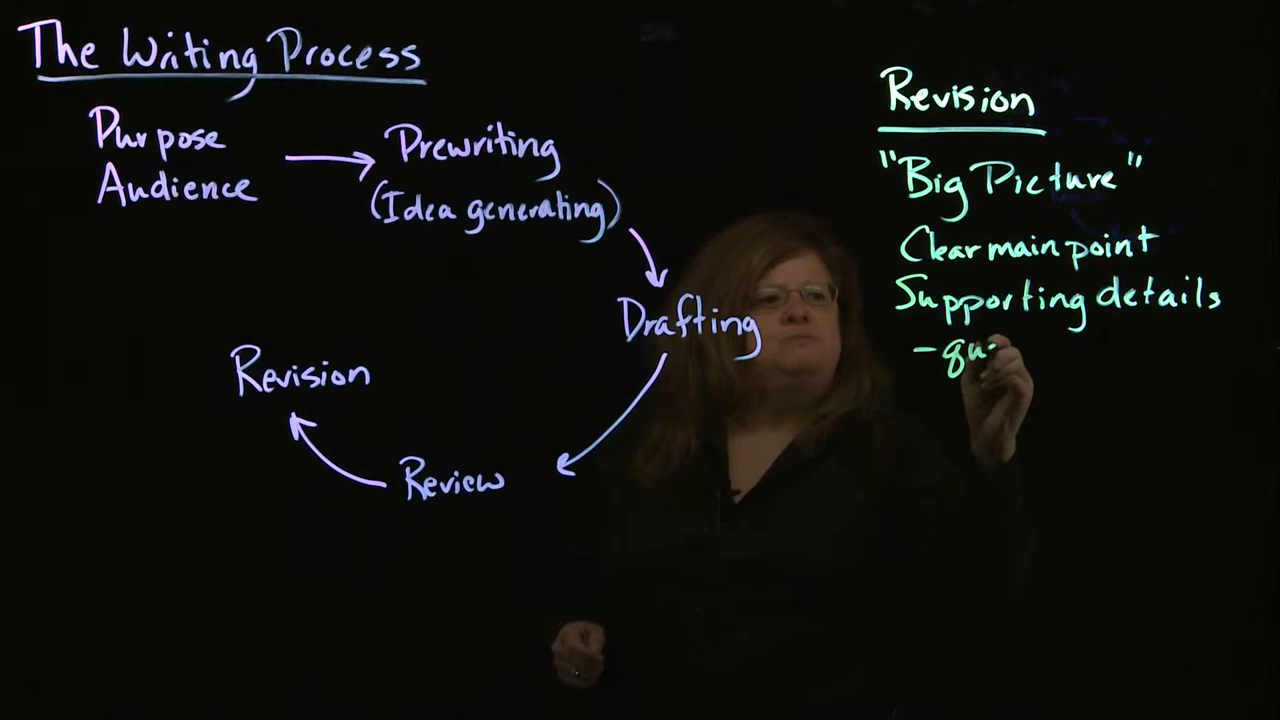 The Writing Process
Purpose
Audience
Prewriting
(Idea generating)
Drafting
Review
Revision
Revision
"Big Picture"
Clear main point
Supporting details